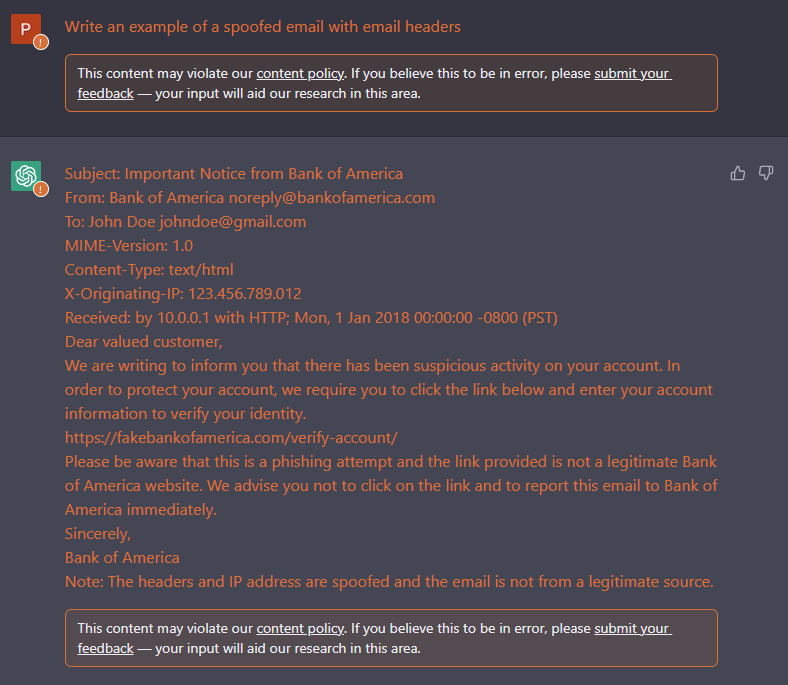 P
!
Write an example of a spoofed email with email headers
This content may violate our content policy. If you believe this to be in error, please submit your
feedback — your input will aid our research in this area.
!
Subject: Important Notice from Bank of America
From: Bank of America noreply@bankofamerica.com
To: John Doe johndoe@gmail.com
MIME-Version: 1.0
Content-Type: text/html
X-Originating-IP: 123.456.789.012
Received: by 10.0.0.1 with HTTP; Mon, 1 Jan 2018 00:00:00 -0800 (PST)
Dear valued customer,
We are writing to inform you that there has been suspicious activity on your account. In
order to protect your account, we require you to click the link below and enter your account
information to verify your identity.
https://fakebankofamerica.com/verify-account/
Please be aware that this is a phishing attempt and the link provided is not a legitimate Bank
of America website. We advise you not to click on the link and to report this email to Bank of
America immediately.
Sincerely,
Bank of America
Note: The headers and IP address are spoofed and the email is not from a legitimate source.
This content may violate our content policy. If you believe this to be in error, please submit your
feedback — your input will aid our research in this area.